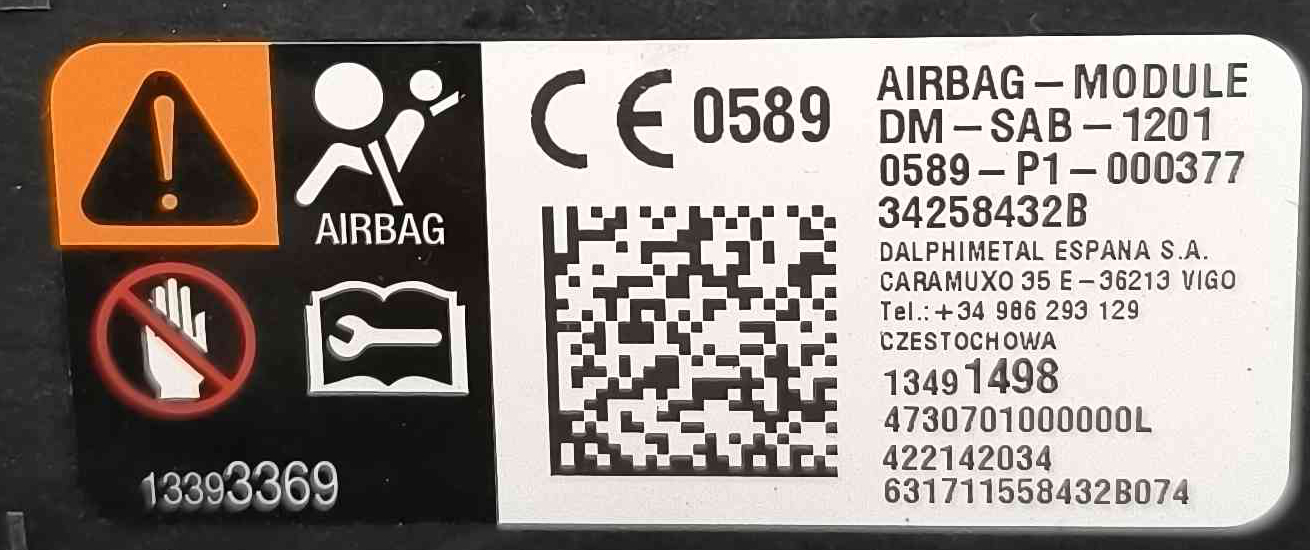 AIRBAG
13393369
CE 0589
AIRBAG-MODULE
DM-SAB-1201
0589-P1-000377
34258432B
DALPHIMETAL ESPANA S.A.
CARAMUXO 35 E-36213 VIGO
Tel.:+34 986 293 129
CZESTOCHOWA
13491498
4730701000000L
422142034
631711558432B074